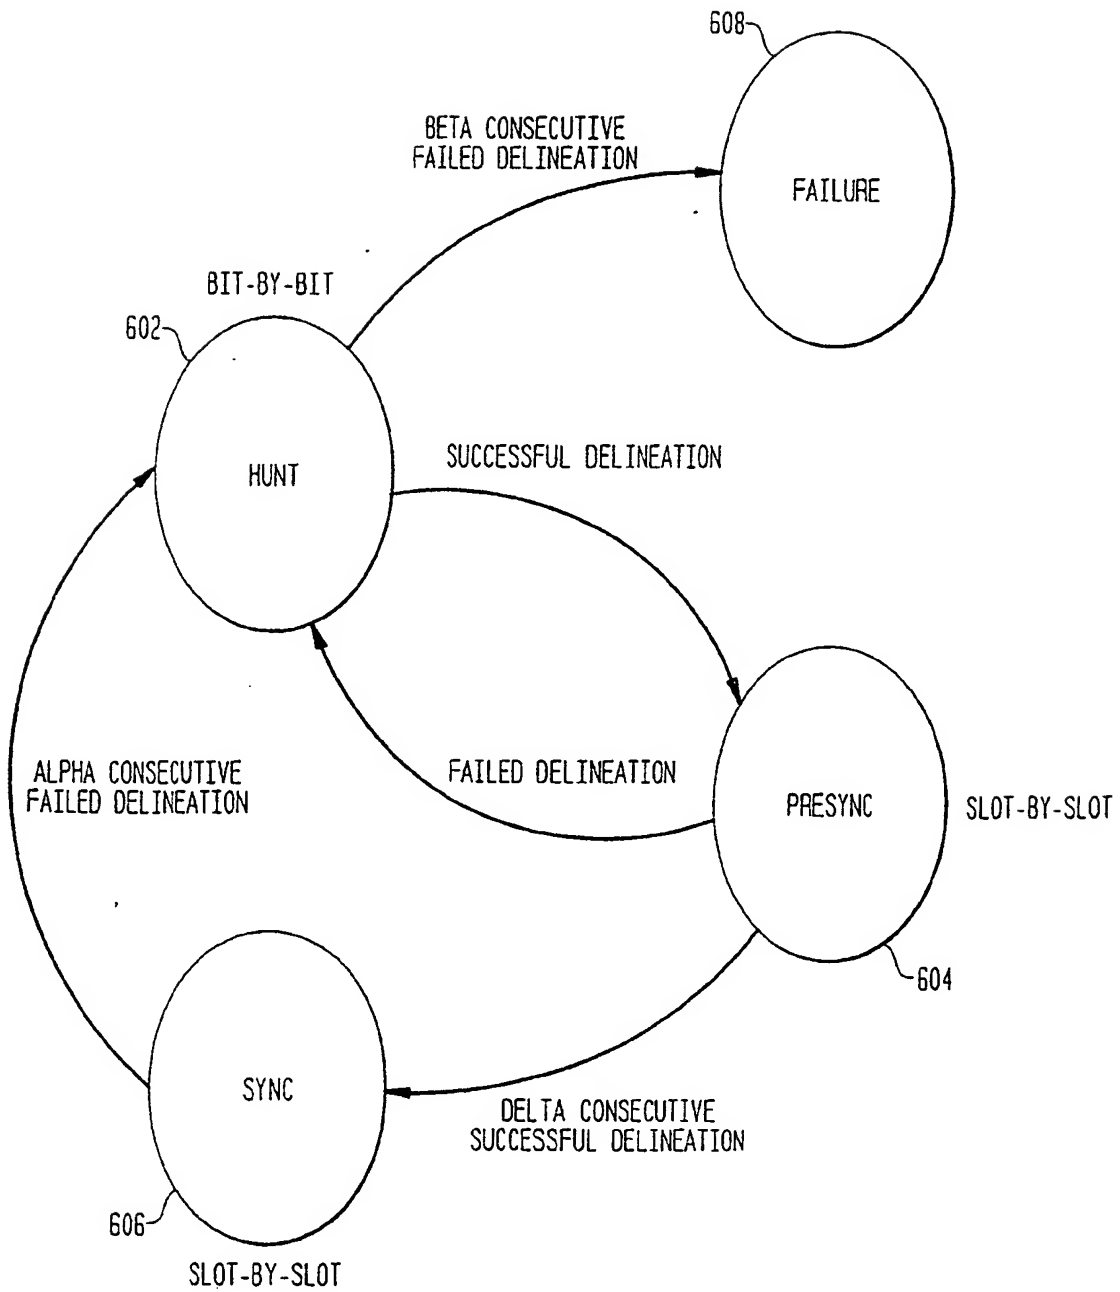 608
BETA CONSECUTIVE
FAILED DELINEATION
FAILURE
BIT-BY-BIT
602
HUNT
SUCCESSFUL DELINEATION
ALPHA CONSECUTIVE
FAILED DELINEATION
FAILED DELINEATION
PRESYNC
SLOT-BY-SLOT
604
SYNC
DELTA CONSECUTIVE
SUCCESSFUL DELINEATION
606
SLOT-BY-SLOT